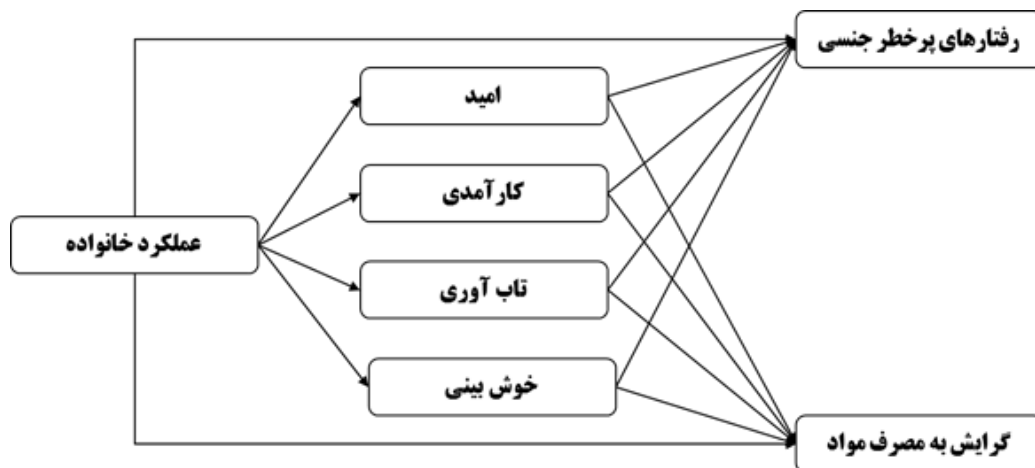 رفتارهای پرخطر جنسی
امید
کارآمدی
عملکرد خانواده
تاب آوری
خوش بینی
گرایش به مصرف مواد